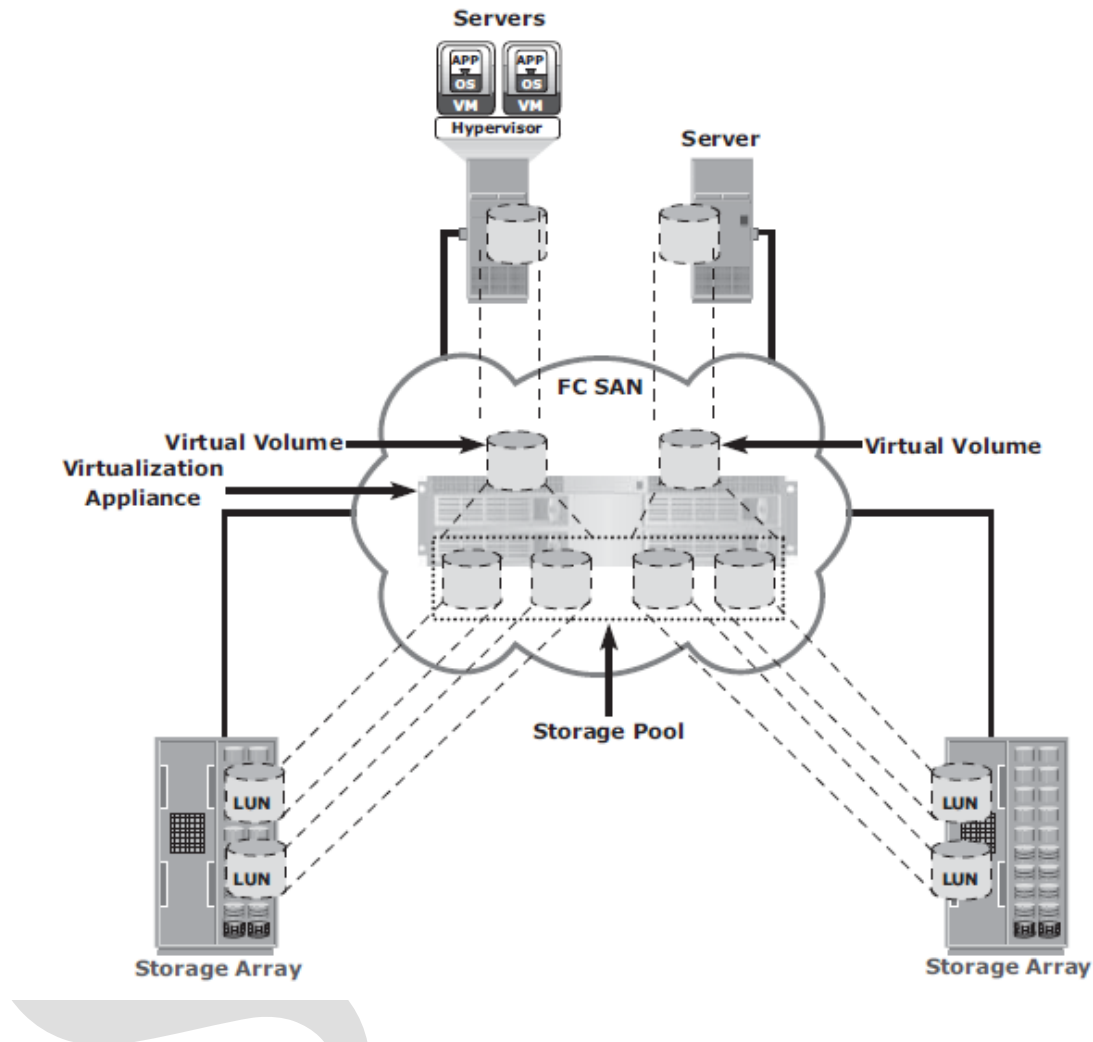 Servers
APP
APP
OS
OS
VM
VM
Hypervisor
Server
FC SAN
Virtual Volume
Virtual Volume
Virtualization
Appliance
Storage Pool
LUN
LUN
LUN
LUN
Storage Array
Storage Array